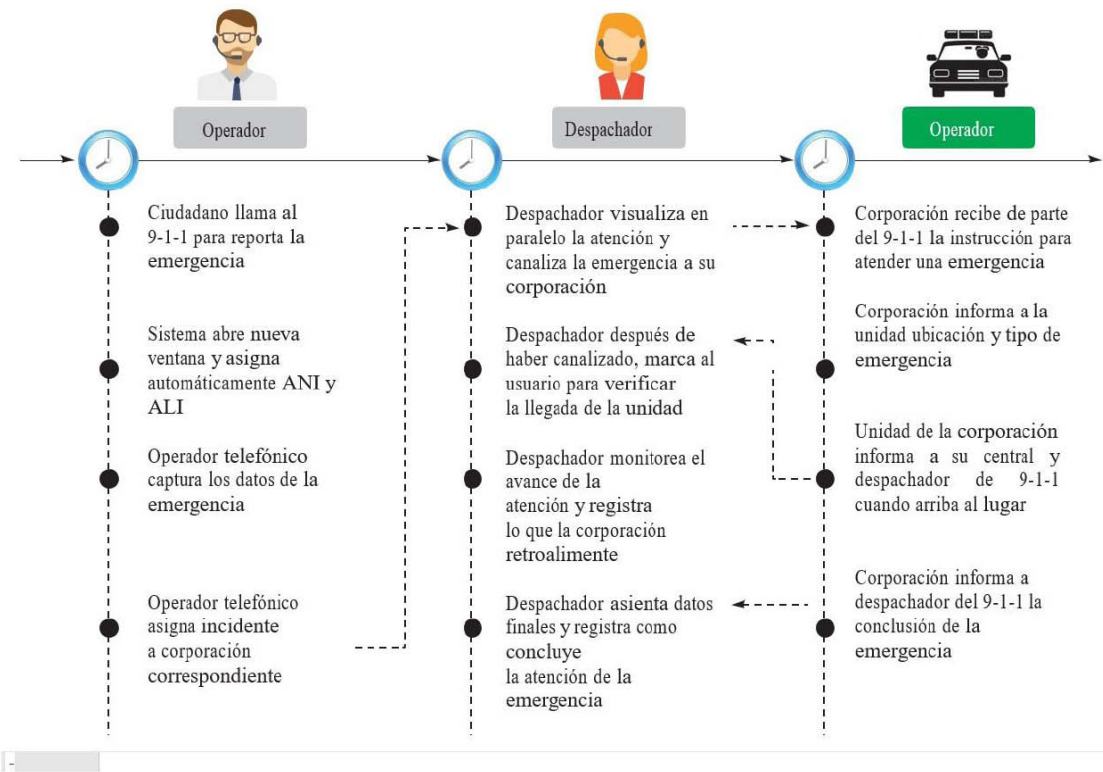 Operador
Despachador
Operador
Ciudadano llama al
9-1-1 para reporta la
emergencia
Sistema abre nueva
ventana y asigna
automáticamente ANI y
ALI
Operador telefónico
captura los datos de la
emergencia
Operador telefónico
asigna incidente
a corporación
correspondiente
Despachador visualiza en
paralelo la atención y
canaliza la emergencia a su
corporación
Despachador después de
haber canalizado, marca al
usuario para verificar
la llegada de la unidad
Despachador monitorea el
avance de la
atención y registra
lo que la corporación
retroalimente
Despachador asienta datos
finales y registra como
concluye
la atención de la
emergencia
Corporación recibe de parte
del 9-1-1 la instrucción para
atender una emergencia
Corporación informa a la
unidad ubicación y tipo de
emergencia
Unidad de la corporación
informa a su central y
despachador de 9-1-1
cuando arriba al lugar
Corporación informa a
despachador del 9-1-1 la
conclusión de la
emergencia